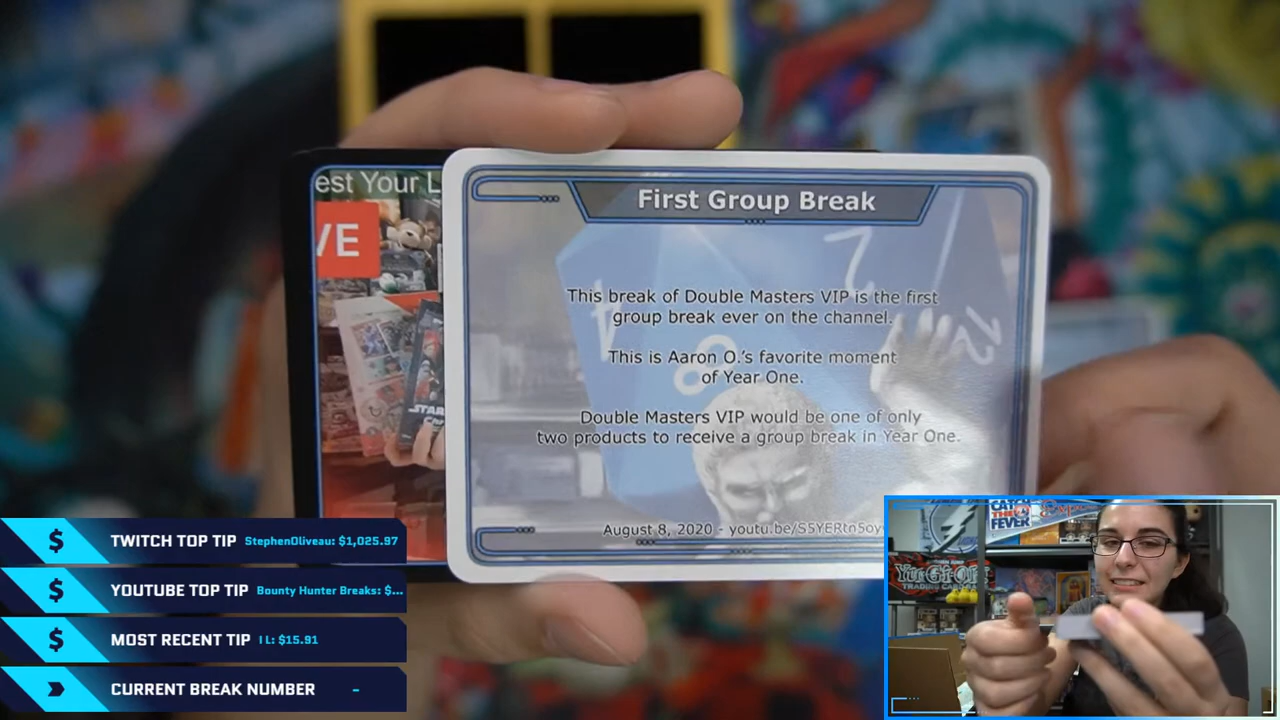 est Your L
VE
First Group Break
7
This break of Double Masters VIP is the first
group break ever on the channel.
This is Aaron O.'s favorite moment
of Year One.
8
12
Double Masters VIP would be one of only
two products to receive a group break in Year One.
STAR
August 8, 2020 - youtu.be/S5YERtn5oy
CATCH
THE
FEVER
Yu-Gi-Oh!
TRADING CARD
$ TWITCH TOP TIP StephenOliveau: $1,025.97
$ YOUTUBE TOP TIP Bounty Hunter Breaks: $...
$ MOST RECENT TIP l L: $15.91
CURRENT BREAK NUMBER -